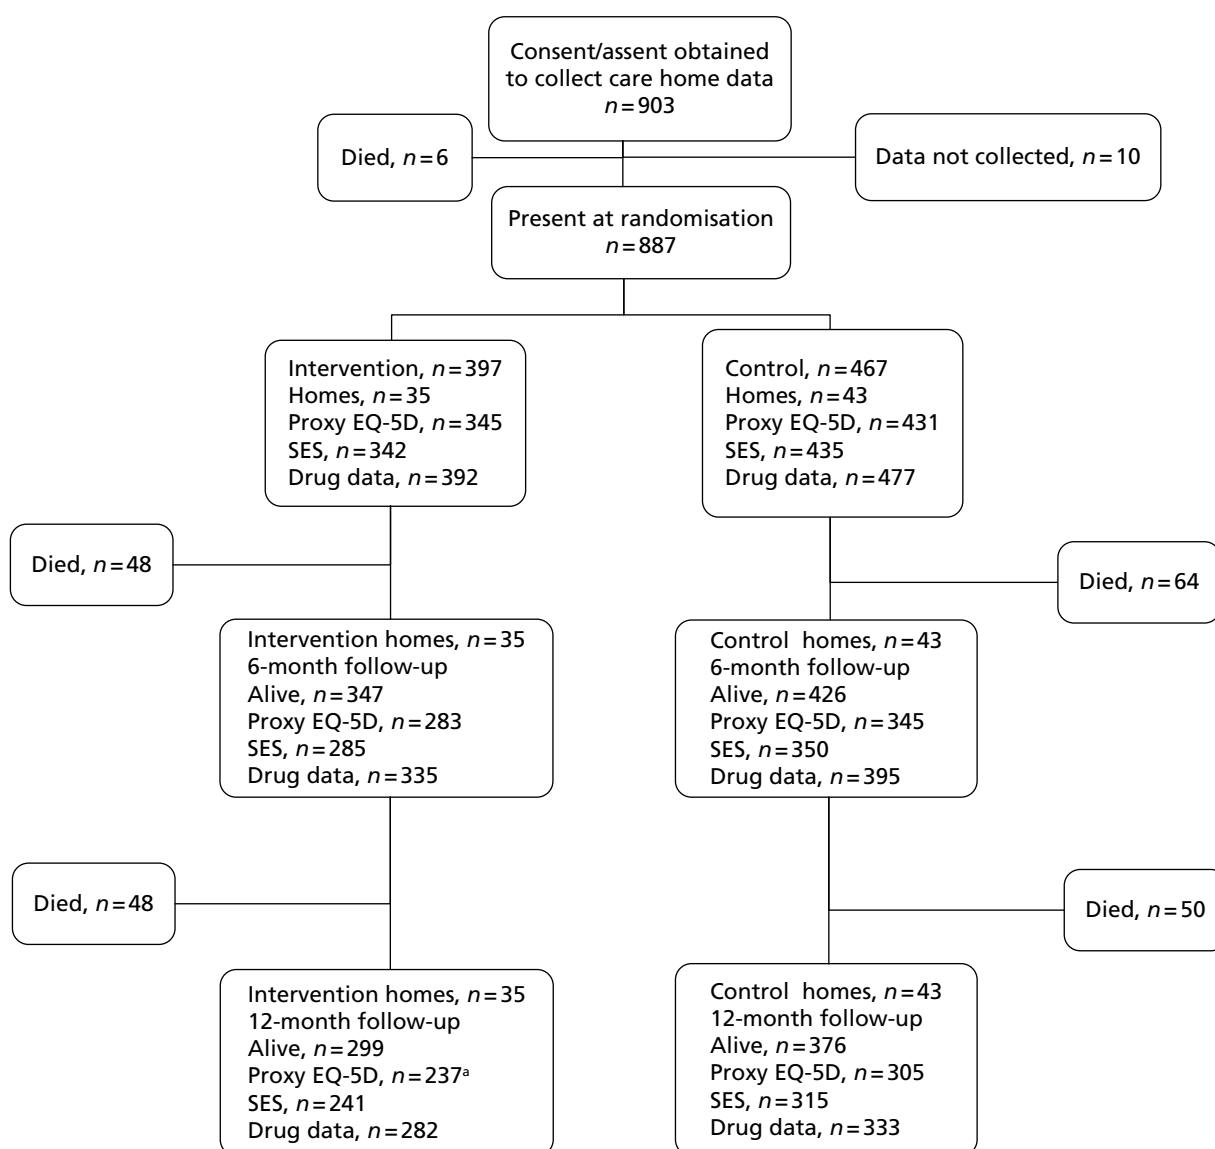 Consent/assent obtained
to collect care home data
n=903
Died, n=6
Data not collected, n=10
Present at randomisation
n=887
Intervention, n=397
Homes, n=35
Proxy EQ-5D, n=345
SES, n=342
Drug data, n=392
Control, n=467
Homes, n=43
Proxy EQ-5D, n=431
SES, n=435
Drug data, n=477
Died, n=48
Died, n=64
Intervention homes, n=35
6-month follow-up
Alive, n=347
Proxy EQ-5D, n=283
SES, n=285
Drug data, n=335
Control homes, n=43
6-month follow-up
Alive, n=426
Proxy EQ-5D, n=345
SES, n=350
Drug data, n=395
Died, n=48
Died, n=50
Intervention homes, n=35
12-month follow-up
Alive, n=299
Proxy EQ-5D, n=237ᵃ
SES, n=241
Drug data, n=282
Control homes, n=43
12-month follow-up
Alive, n=376
Proxy EQ-5D, n=305
SES, n=315
Drug data, n=333